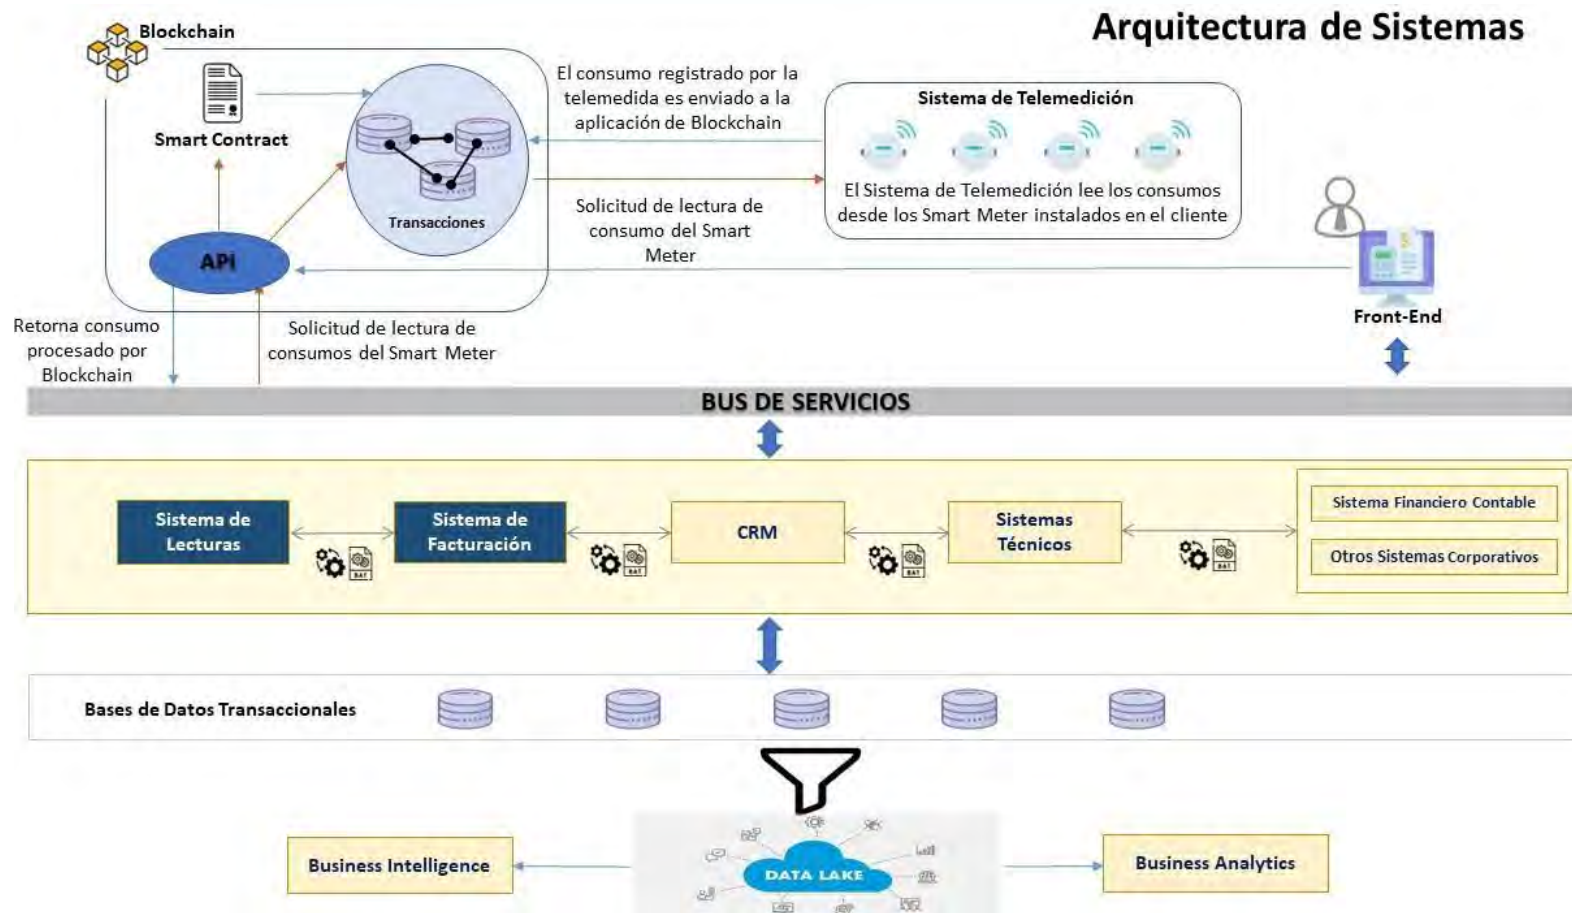 Arquitectura de Sistemas
Blockchain
Smart Contract
Transacciones
API
El consumo registrado por la
telemedida es enviado a la
aplicación de Blockchain
Solicitud de lectura de
consumo del Smart
Meter
Sistema de Telemedición
El Sistema de Telemedición lee los consumos
desde los Smart Meter instalados en el cliente
Front-End
Retorna consumo
procesado por
Blockchain
Solicitud de lectura de
consumos del Smart Meter
BUS DE SERVICIOS
Sistema de
Lecturas
BAT
Sistema de
Facturación
BAT
CRM
BAT
Sistemas
Técnicos
BAT
Sistema Financiero Contable
Otros Sistemas Corporativos
Bases de Datos Transaccionales
Business Intelligence
DATA LAKE
Business Analytics